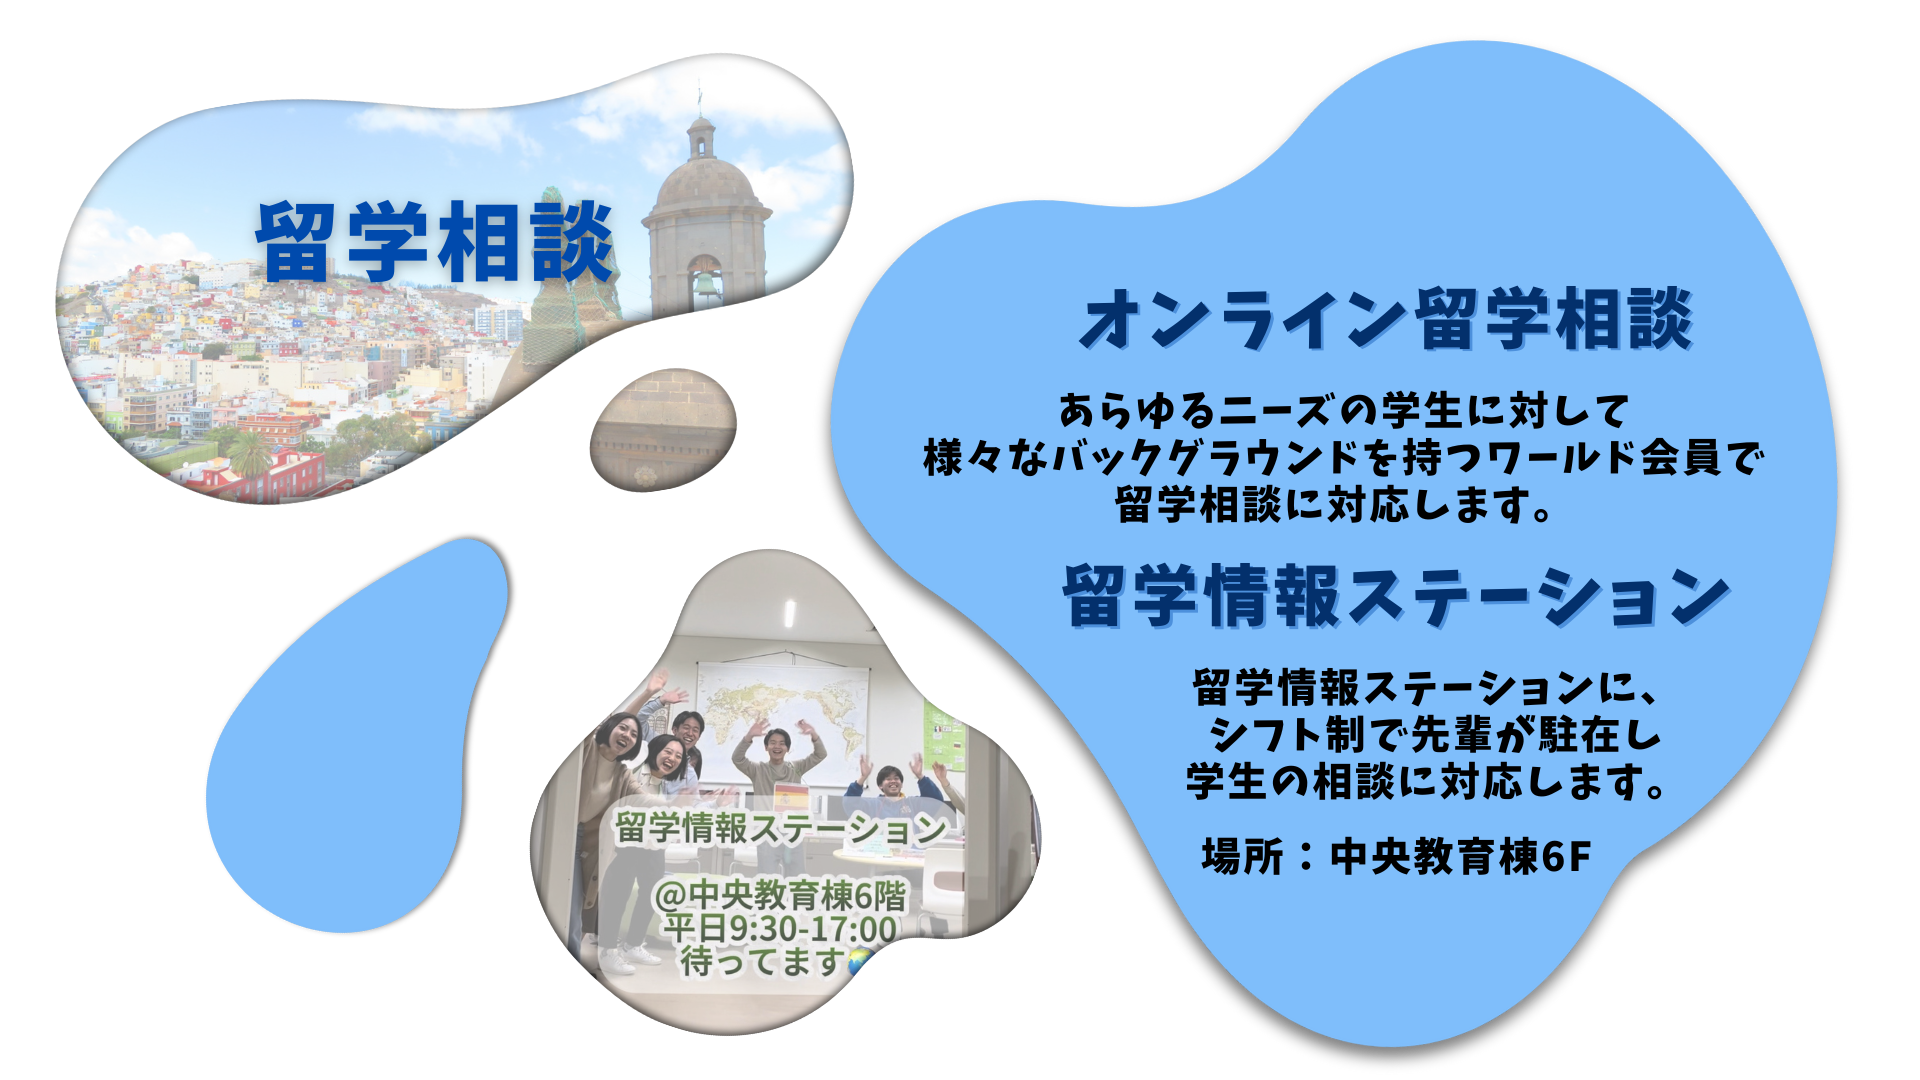 留学相談
オンライン留学相談
あらゆるニーズの学生に対して
様々なバックグラウンドを持つワールド会員で
留学相談に対応します。
留学情報ステーション
留学情報ステーションに、
シフト制で先輩が駐在し
学生の相談に対応します。
場所：中央教育棟6F
留学情報ステーション
@中央教育棟6階
平日9:30-17:00
待ってます🌏